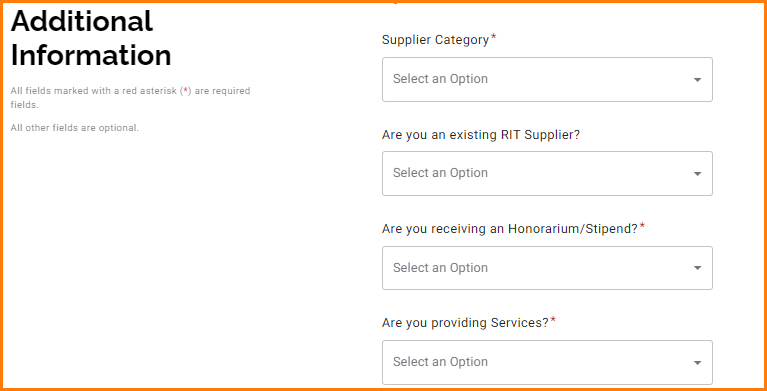 Additional
Information
All fields marked with a red asterisk (*) are required
fields.
All other fields are optional.
Supplier Category*
Select an Option
Are you an existing RIT Supplier?
Select an Option
Are you receiving an Honorarium/Stipend?*
Select an Option
Are you providing Services?*
Select an Option